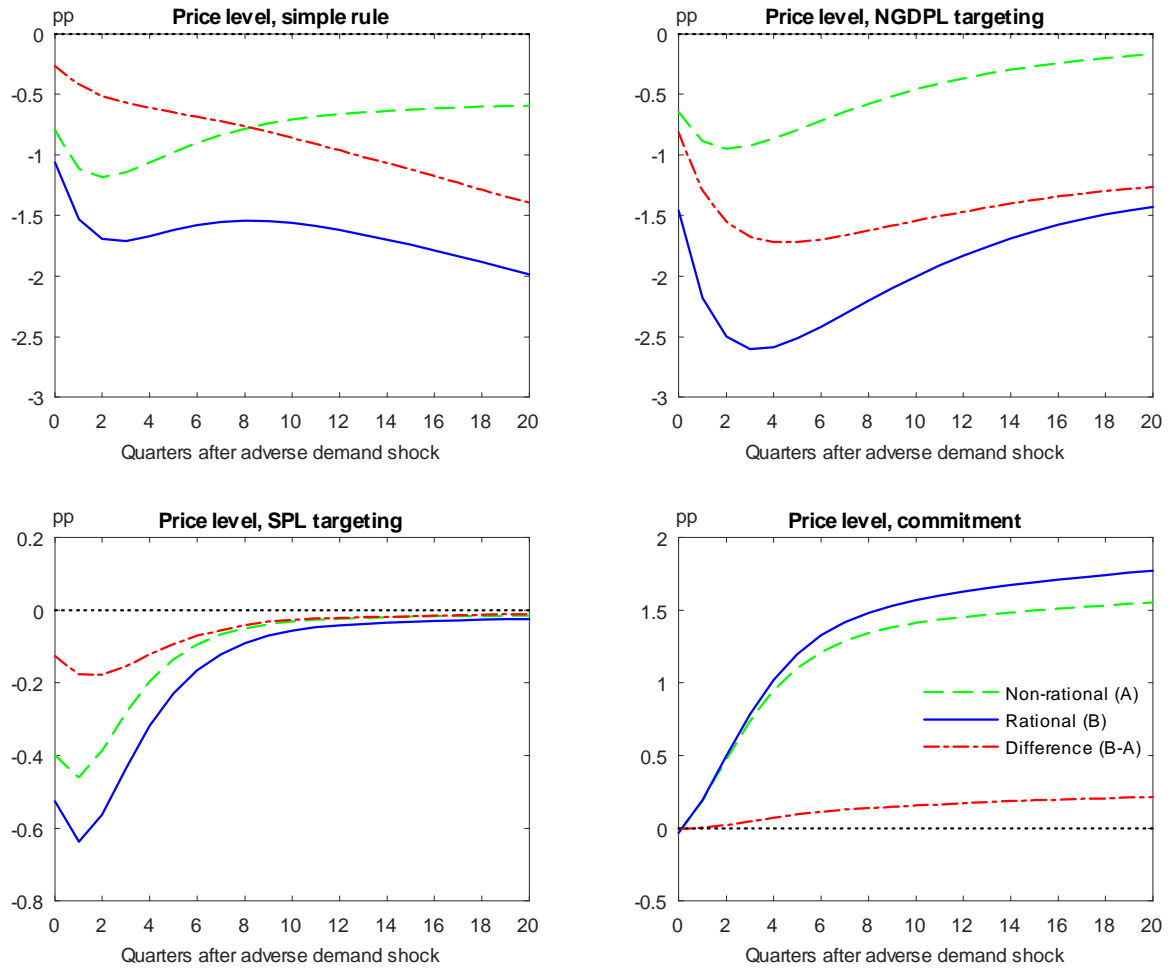 pp
Price level, simple rule
0
-0.5
-1
-1.5
-2
-2.5
-3
0 2 4 6 8 10 12 14 16 18 20
Quarters after adverse demand shock
pp
Price level, NGDPL targeting
0
-0.5
-1
-1.5
-2
-2.5
-3
0 2 4 6 8 10 12 14 16 18 20
Quarters after adverse demand shock
pp
Price level, SPL targeting
0.2
0
-0.2
-0.4
-0.6
-0.8
0 2 4 6 8 10 12 14 16 18 20
Quarters after adverse demand shock
pp
Price level, commitment
2
1.5
1
0.5
0
-0.5
Non-rational (A)
Rational (B)
Difference (B-A)
0 2 4 6 8 10 12 14 16 18 20
Quarters after adverse demand shock